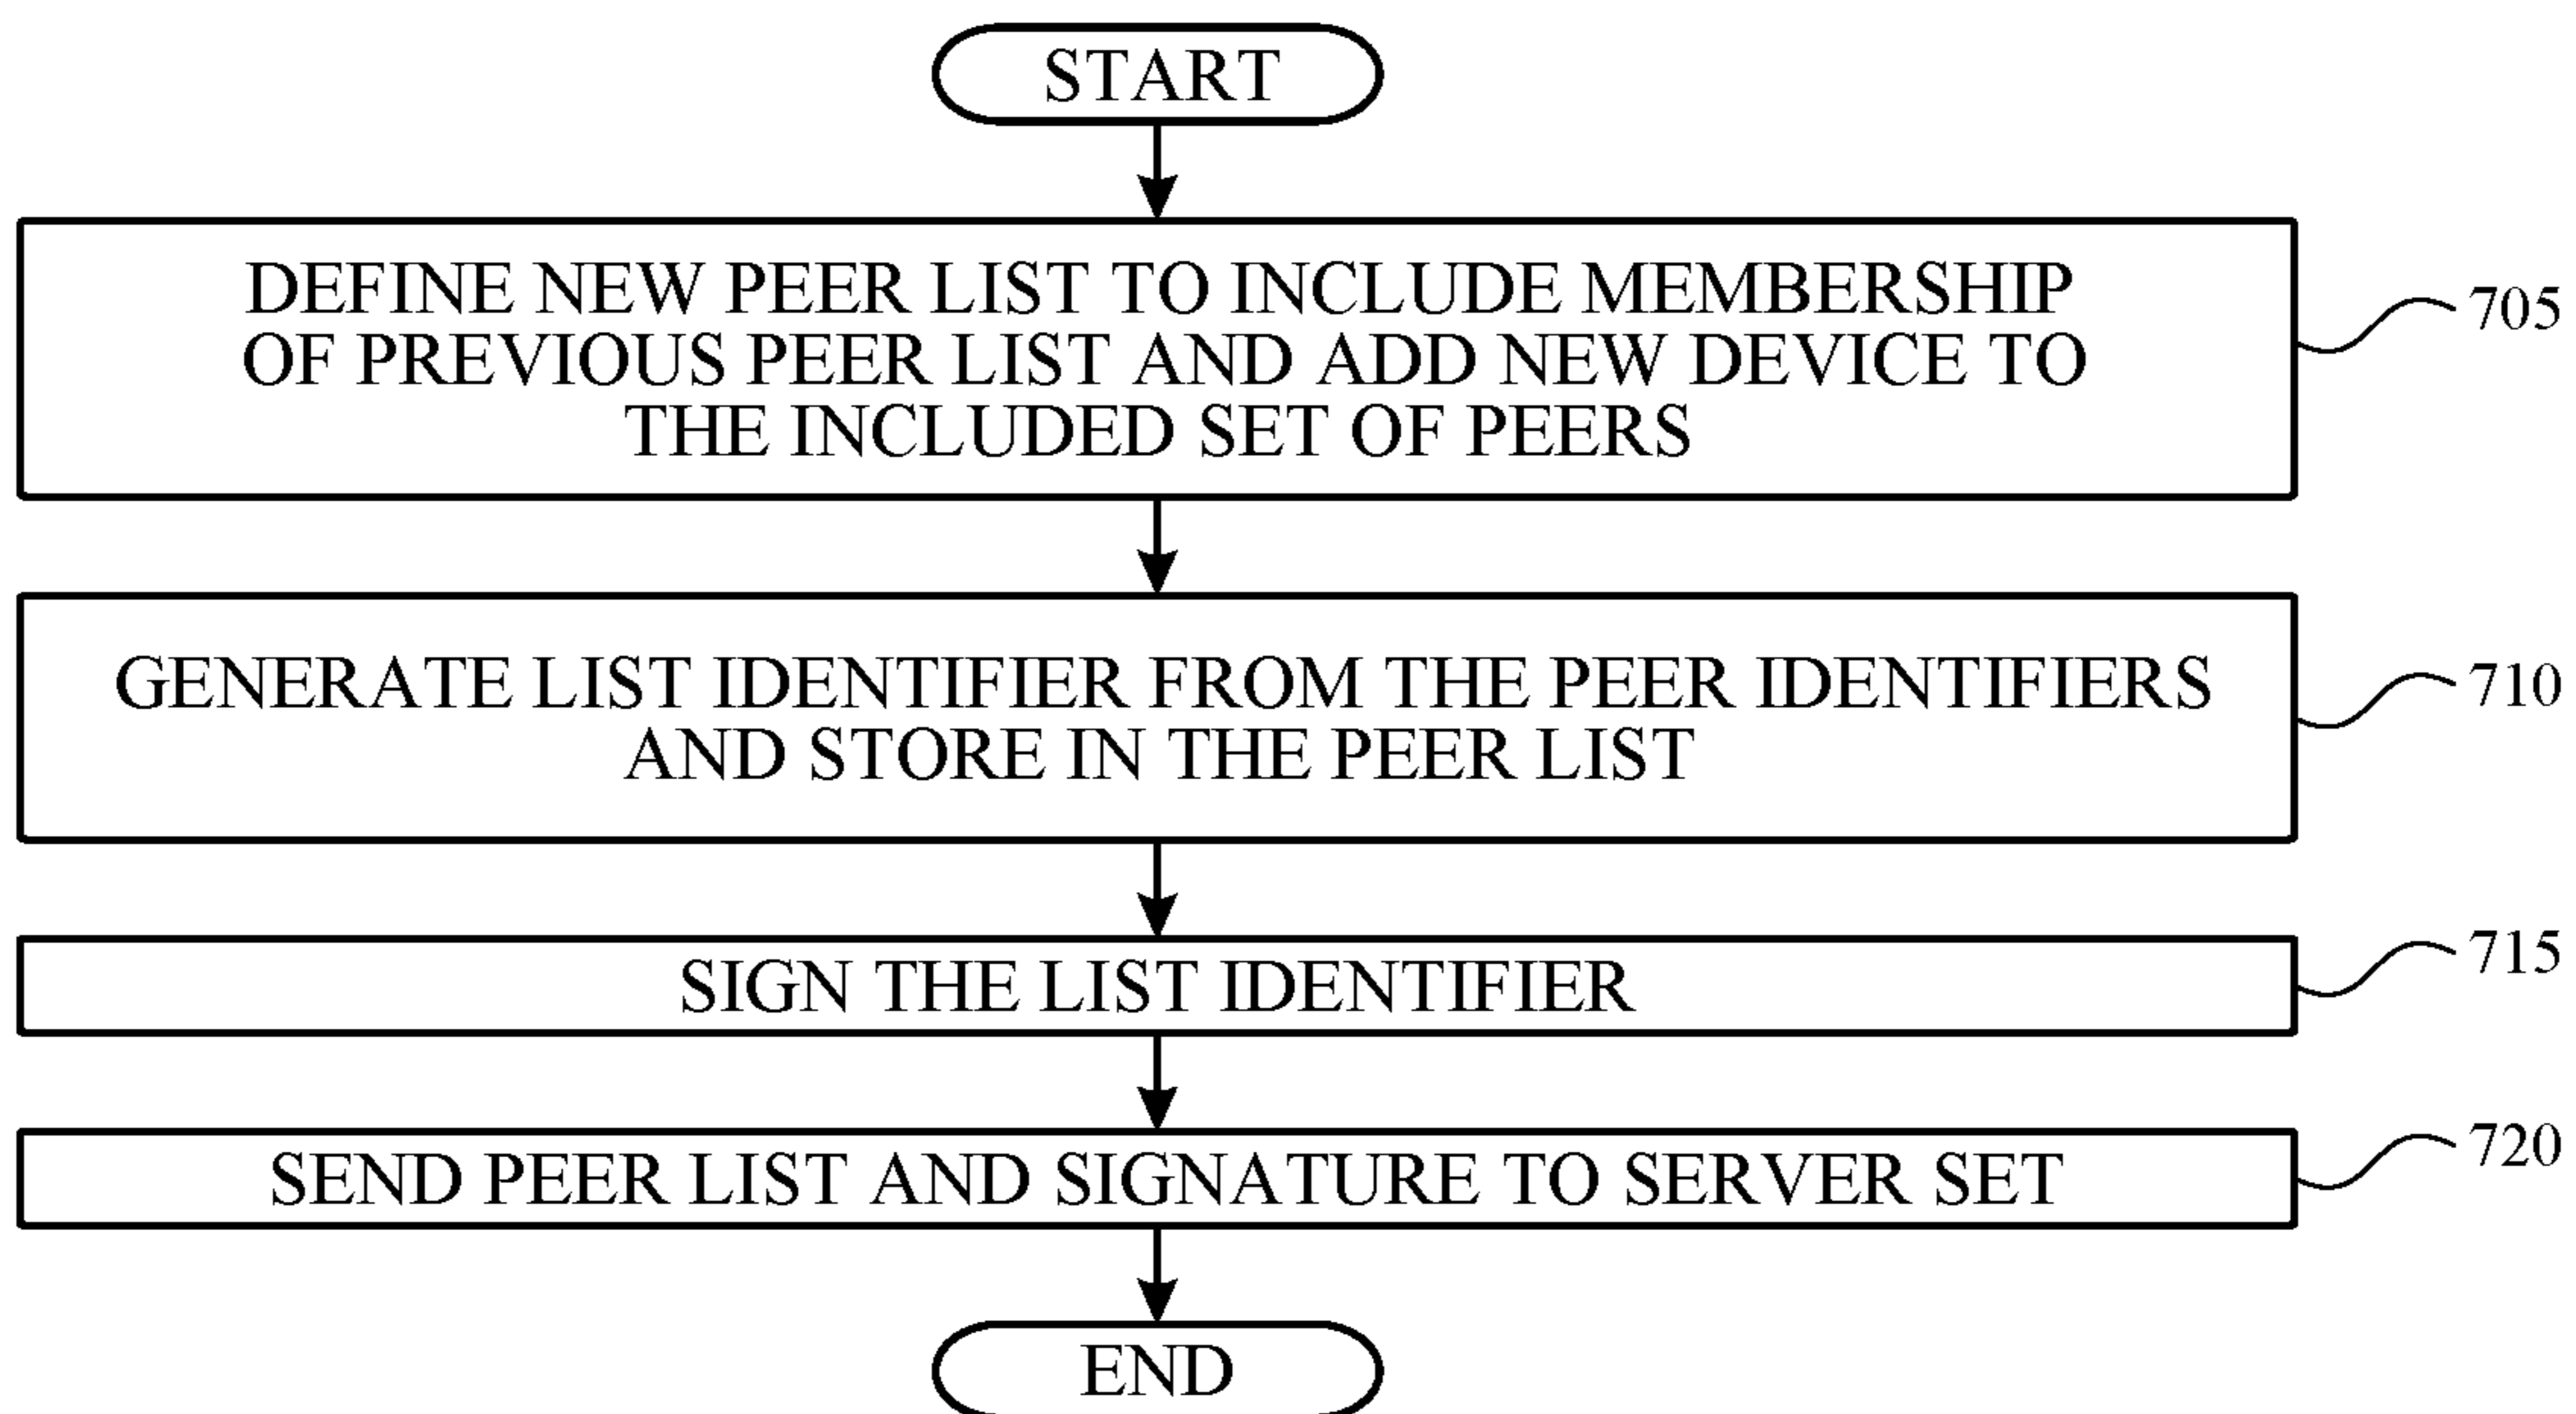 START
DEFINE NEW PEER LIST TO INCLUDE MEMBERSHIP
OF PREVIOUS PEER LIST AND ADD NEW DEVICE TO
THE INCLUDED SET OF PEERS
705
GENERATE LIST IDENTIFIER FROM THE PEER IDENTIFIERS
AND STORE IN THE PEER LIST
710
SIGN THE LIST IDENTIFIER
715
SEND PEER LIST AND SIGNATURE TO SERVER SET
720
END